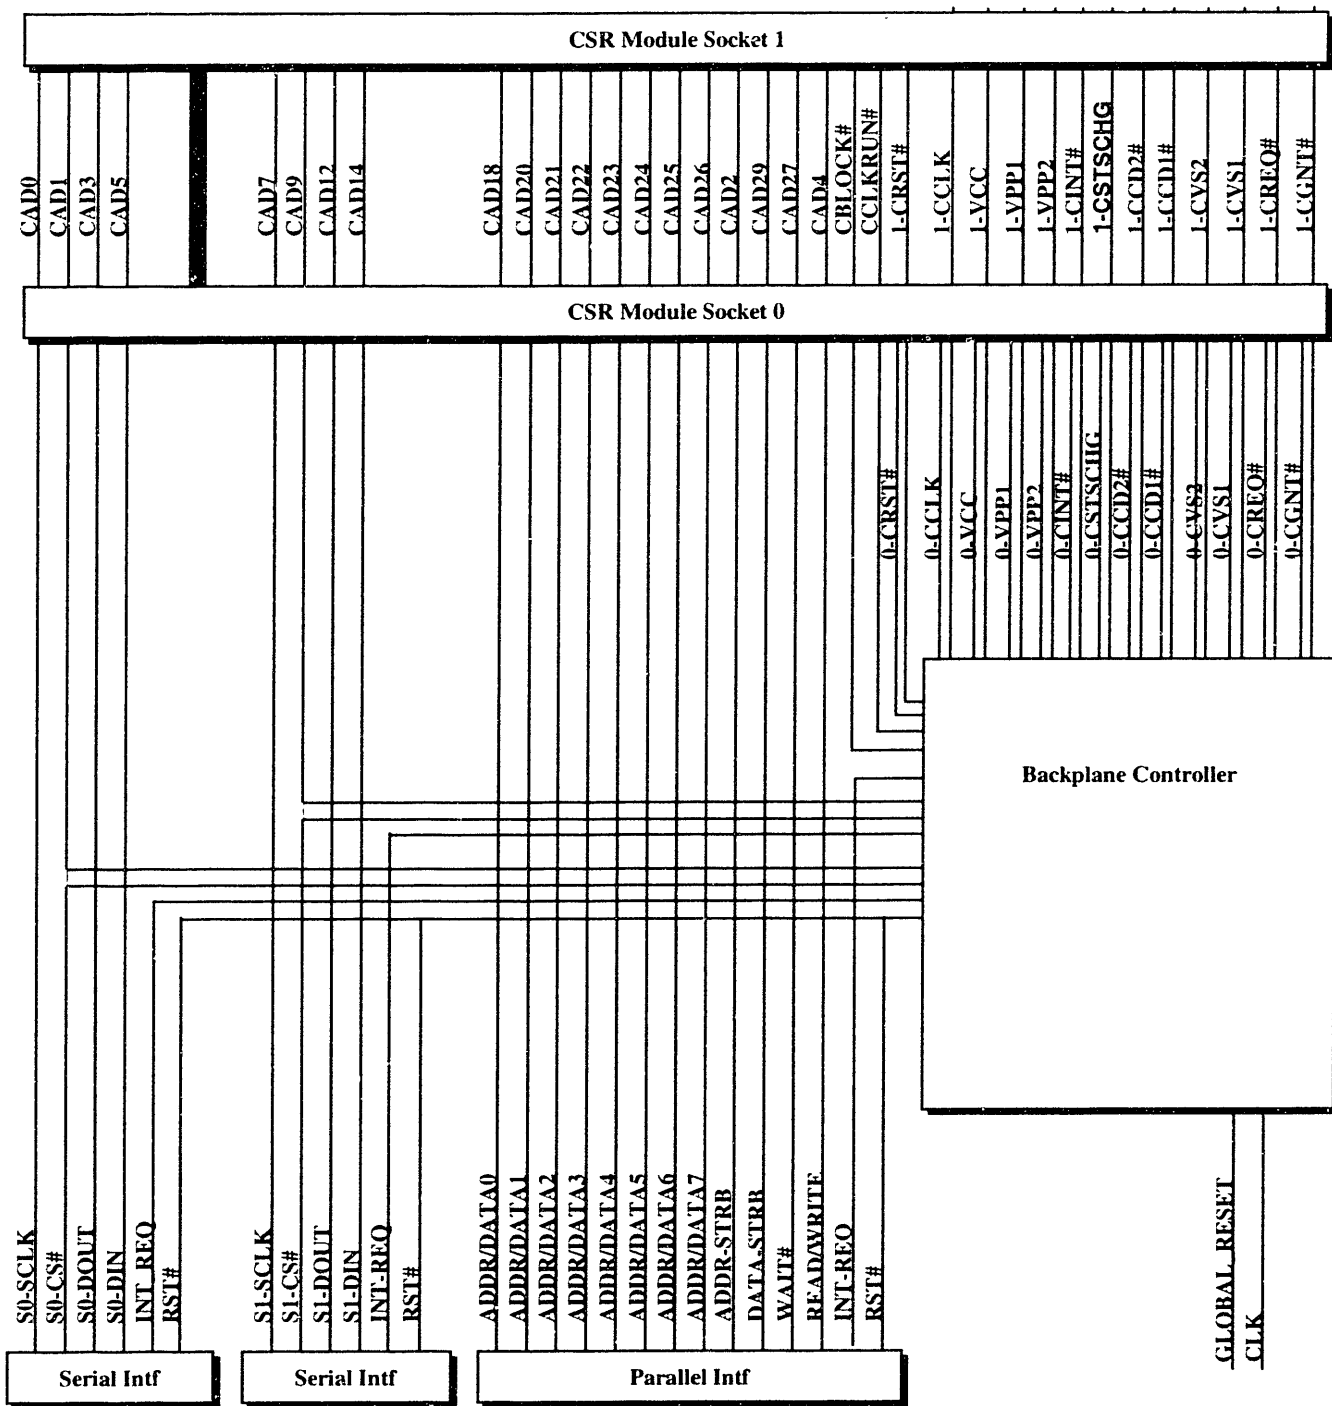 CSR Module Socket 1
CAD0
CAD1
CAD3
CAD5
CAD7
CAD9
CAD12
CAD14
CAD18
CAD20
CAD21
CAD22
CAD23
CAD24
CAD25
CAD26
CAD2
CAD29
CAD27
CAD4
CBLOCK#
CCLKRUN#
1-CRST#
1-CCLK
1-VCC
1-VPP1
1-VPP2
1-CINT#
1-CSTSCHG
1-CCD2#
1-CCD1#
1-CVS2
1-CVS1
1-CREQ#
1-CGNT#
CSR Module Socket 0
0-CRST#
0-CCLK
0-VCC
0-VPP1
0-VPP2
0-CINT#
0-CSTSCHG
0-CCD2#
0-CCD1#
0-CVS2
0-CVS1
0-CREQ#
0-CGNT#
Backplane Controller
S0-SCLK
S0-CS#
S0-DOUT
S0-DIN
INT_REQ
RST#
S1-SCLK
S1-CS#
S1-DOUT
S1-DIN
INT-REQ
RST#
ADDR/DATA0
ADDR/DATA1
ADDR/DATA2
ADDR/DATA3
ADDR/DATA4
ADDR/DATA5
ADDR/DATA6
ADDR/DATA7
ADDR-STRB
DATA-STRB
WAIT#
READ/WRITE
INT-REQ
RST#
GLOBAL_RESET
CLK
Serial Intf
Serial Intf
Parallel Intf